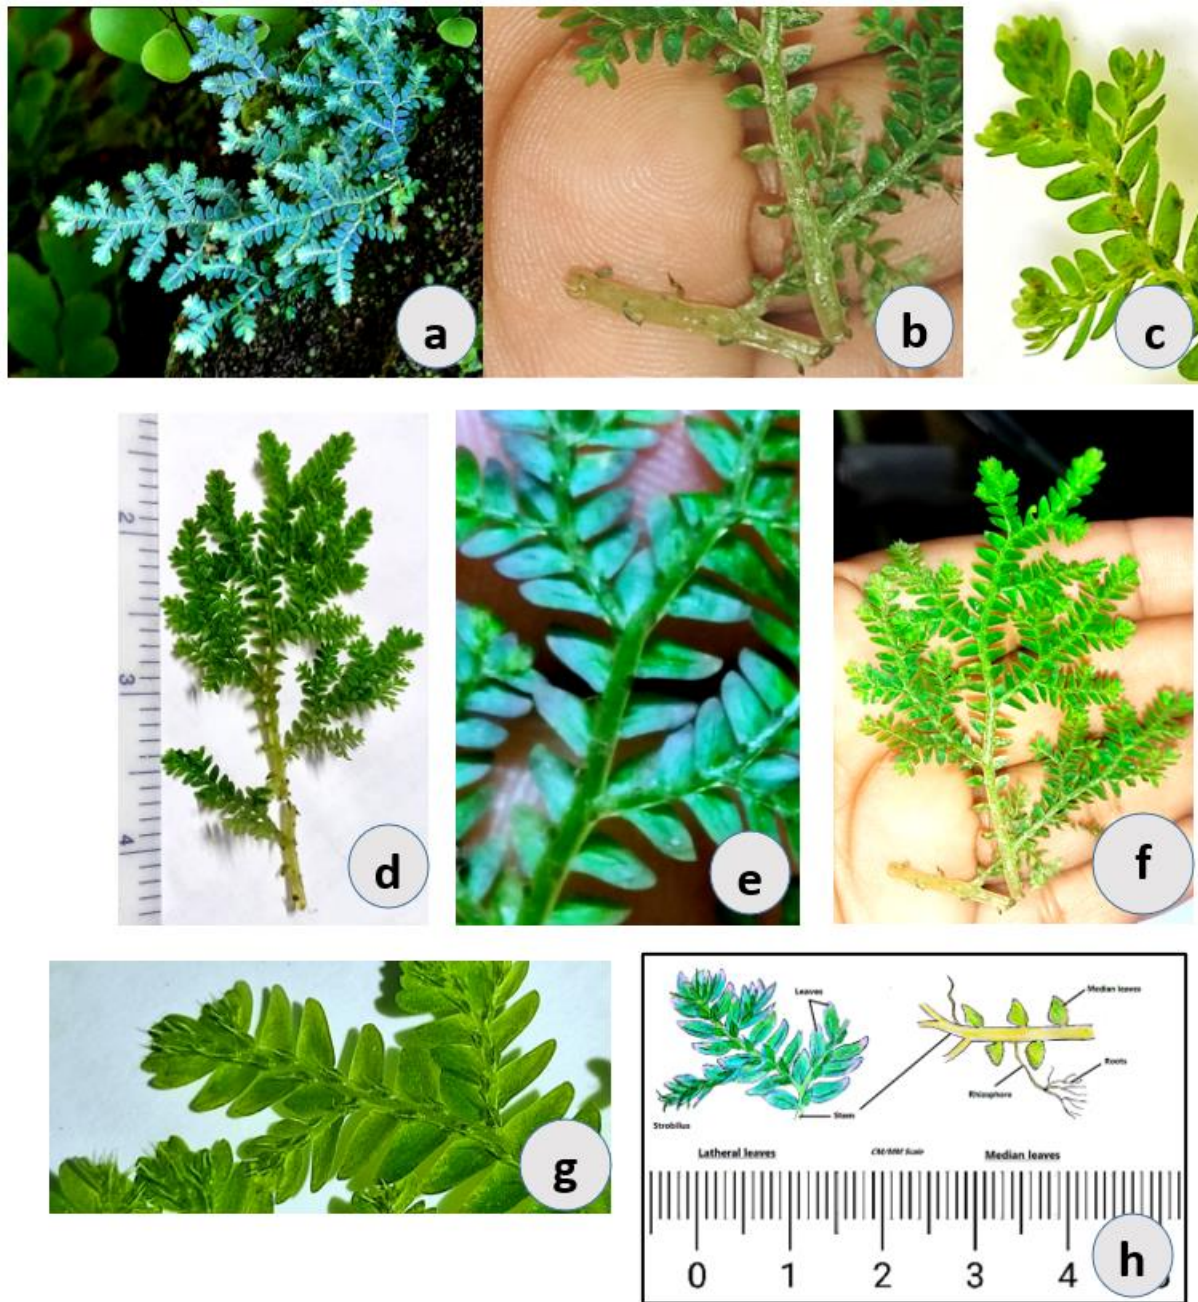 a
b
c
2
3
4
d
e
f
g
Leaves
Median leaves
Roots
Rhizophore
Stem
Strobilus
Latheral leaves
CM/MM Scale
Median leaves
0 1 2 3 4
h